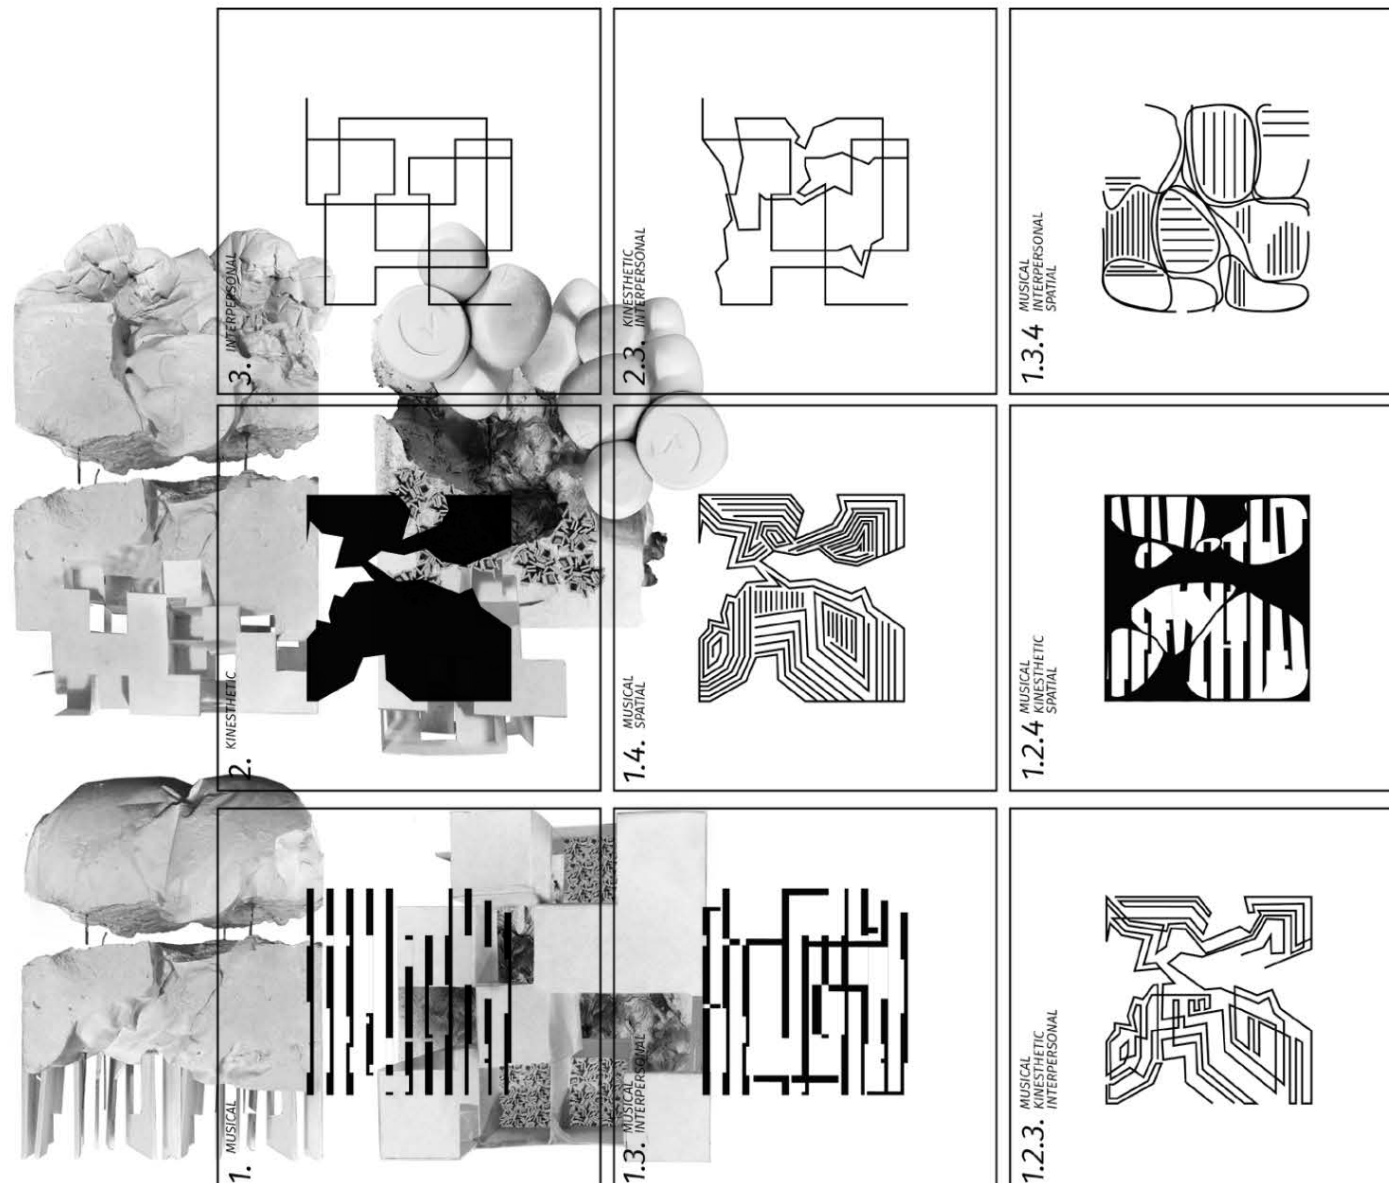 3.
INTERPERSONAL
2.3.
KINESTHETIC
INTERPERSONAL
1.3.4
MUSICAL
INTERPERSONAL
SPATIAL
2.
KINESTHETIC
1.4.
MUSICAL
SPATIAL
1.2.4
MUSICAL
KINESTHETIC
SPATIAL
1.
MUSICAL
1.3.
MUSICAL
INTERPERSONAL
1.2.3.
MUSICAL
KINESTHETIC
INTERPERSONAL